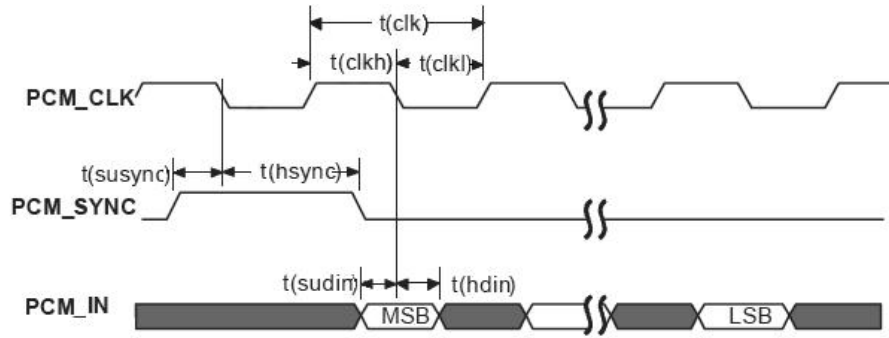 t(clk)
t(clkh) t(clkl)
PCM_CLK
t(susync) t(hsync)
PCM_SYNC
t(sudin) t(hdin)
PCM_IN MSB LSB